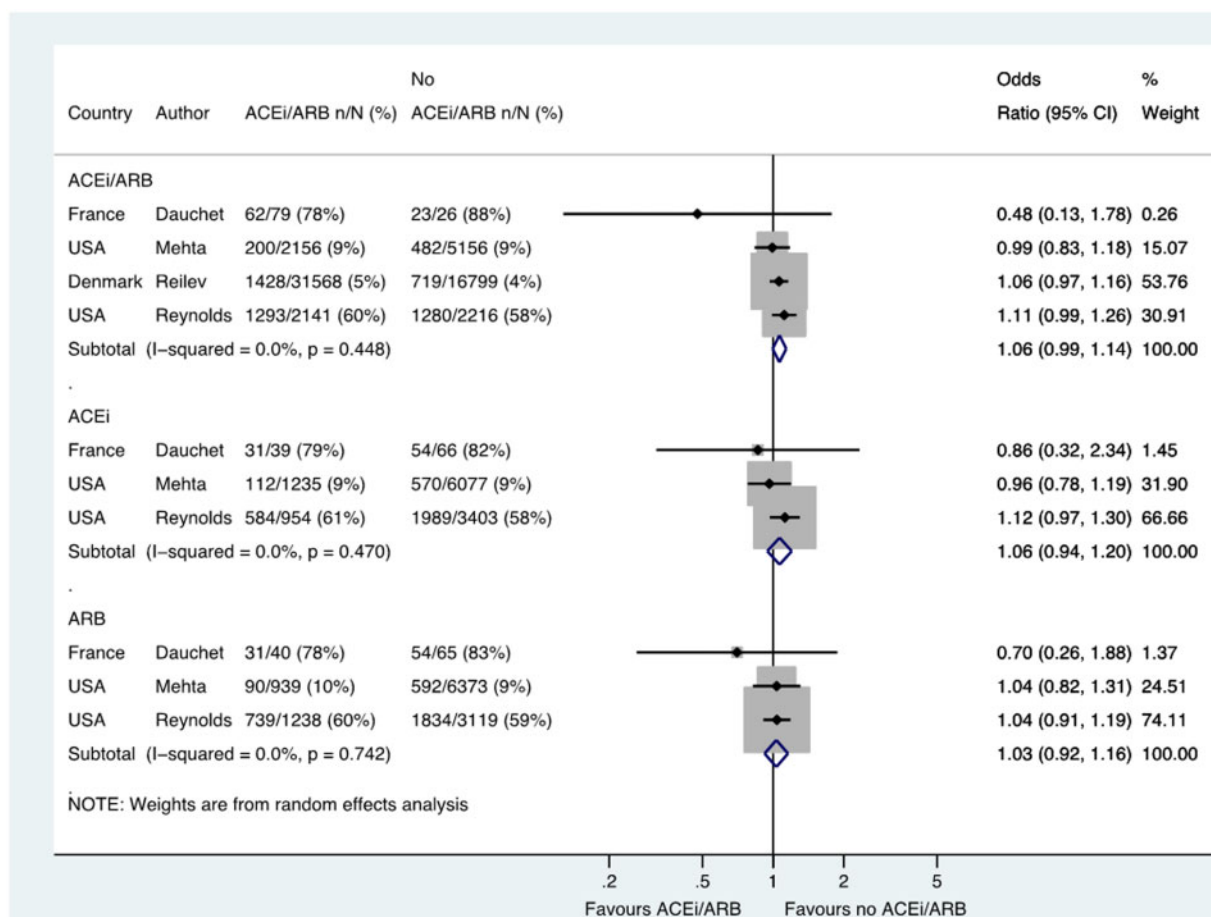 No Odds %
Country Author ACEi/ARB n/N (%) ACEi/ARB n/N (%) Ratio (95% CI) Weight
ACEi/ARB
France Dauchet 62/79 (78%) 23/26 (88%) 0.48 (0.13, 1.78) 0.26
USA Mehta 200/2156 (9%) 482/5156 (9%) 0.99 (0.83, 1.18) 15.07
Denmark Reilev 1428/31568 (5%) 719/16799 (4%) 1.06 (0.97, 1.16) 53.76
USA Reynolds 1293/2141 (60%) 1280/2216 (58%) 1.11 (0.99, 1.26) 30.91
Subtotal (I−squared = 0.0%, p = 0.448) 1.06 (0.99, 1.14) 100.00
.
ACEi
France Dauchet 31/39 (79%) 54/66 (82%) 0.86 (0.32, 2.34) 1.45
USA Mehta 112/1235 (9%) 570/6077 (9%) 0.96 (0.78, 1.19) 31.90
USA Reynolds 584/954 (61%) 1989/3403 (58%) 1.12 (0.97, 1.30) 66.66
Subtotal (I−squared = 0.0%, p = 0.470) 1.06 (0.94, 1.20) 100.00
.
ARB
France Dauchet 31/40 (78%) 54/65 (83%) 0.70 (0.26, 1.88) 1.37
USA Mehta 90/939 (10%) 592/6373 (9%) 1.04 (0.82, 1.31) 24.51
USA Reynolds 739/1238 (60%) 1834/3119 (59%) 1.04 (0.91, 1.19) 74.11
Subtotal (I−squared = 0.0%, p = 0.742) 1.03 (0.92, 1.16) 100.00
.
NOTE: Weights are from random effects analysis
.2 .5 1 2 5
Favours ACEi/ARB Favours no ACEi/ARB